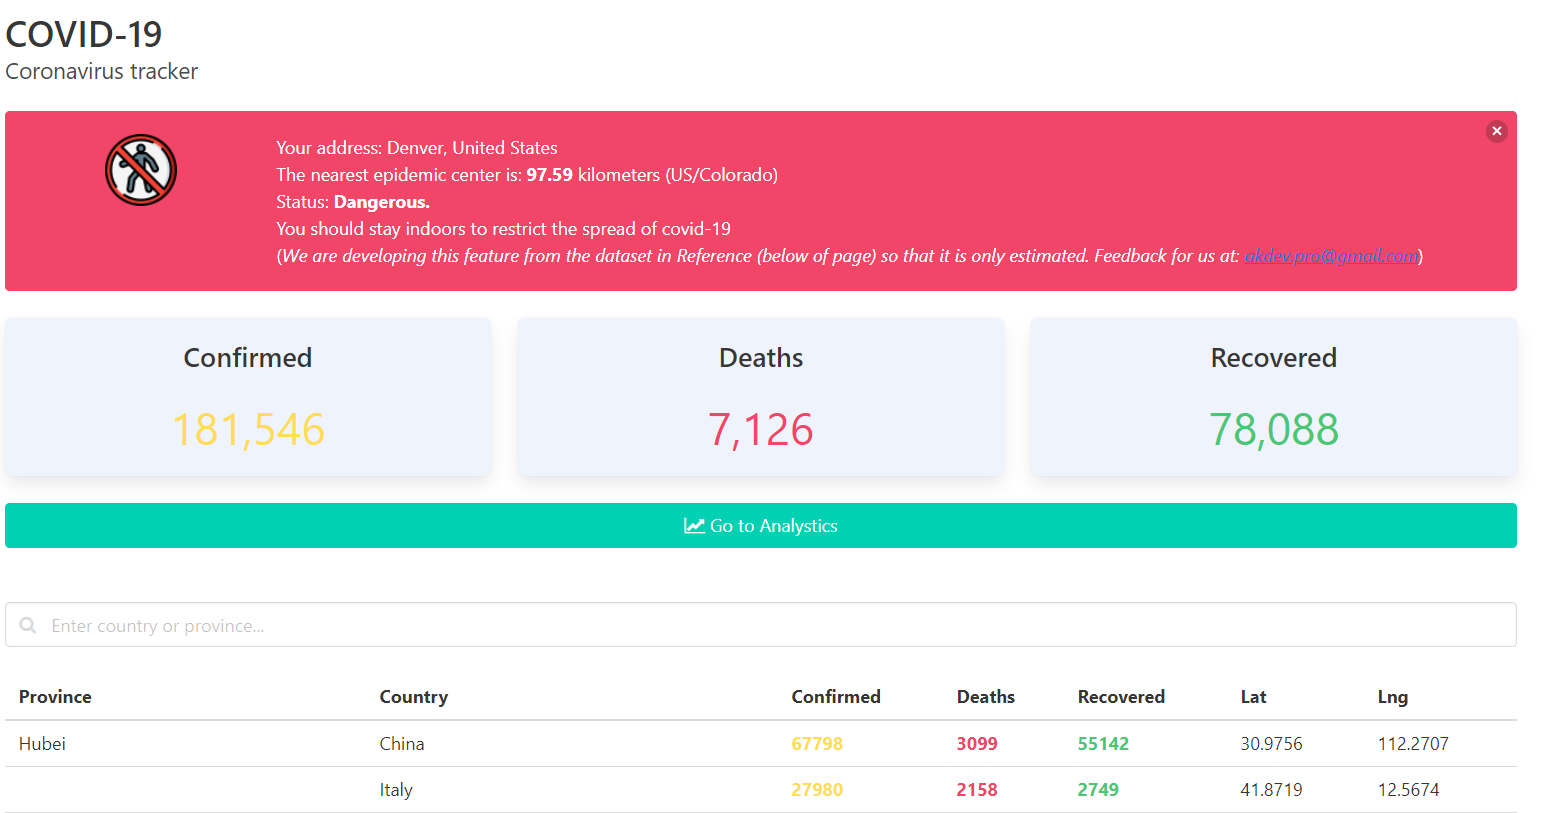 COVID-19
Coronavirus tracker
Your address: Denver, United States
The nearest epidemic center is: 97.59 kilometers (US/Colorado)
Status: Dangerous.
You should stay indoors to restrict the spread of covid-19
(We are developing this feature from the dataset in Reference (below of page) so that it is only estimated. Feedback for us at: akdev.pro@gmail.com)
Confirmed Deaths Recovered
181,546 7,126 78,088
Go to Analystics
Enter country or province...
Province Country Confirmed Deaths Recovered Lat Lng
Hubei China 67798 3099 55142 30.9756 112.2707
Italy 27980 2158 2749 41.8719 12.5674